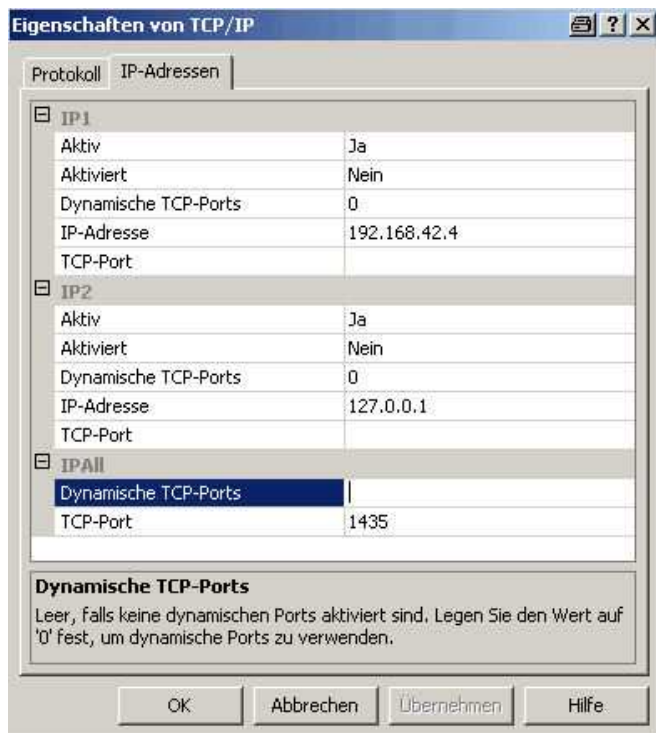 Eigenschaften von TCP/IP
Protokoll IP-Adressen
IP1
Aktiv Ja
Aktiviert Nein
Dynamische TCP-Ports 0
IP-Adresse 192.168.42.4
TCP-Port
IP2
Aktiv Ja
Aktiviert Nein
Dynamische TCP-Ports 0
IP-Adresse 127.0.0.1
TCP-Port
IPAll
Dynamische TCP-Ports
TCP-Port 1435
Dynamische TCP-Ports
Leer, falls keine dynamischen Ports aktiviert sind. Legen Sie den Wert auf
'0' fest, um dynamische Ports zu verwenden.
OK Abbrechen Übernehmen Hilfe